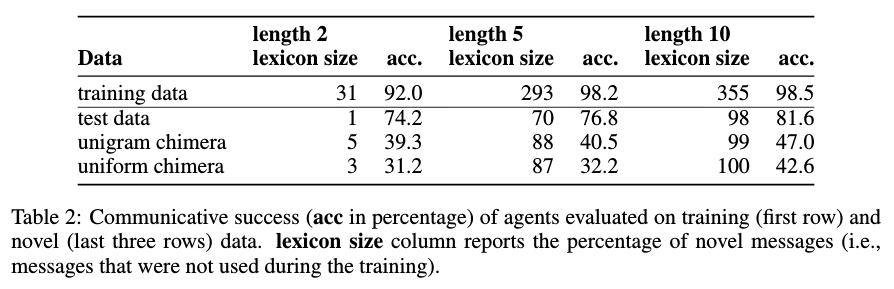 length 2 length 5 length 10
Data lexicon size acc. lexicon size acc. lexicon size acc.
training data 31 92.0 293 98.2 355 98.5
test data 1 74.2 70 76.8 98 81.6
unigram chimera 5 39.3 88 40.5 99 47.0
uniform chimera 3 31.2 87 32.2 100 42.6
Table 2: Communicative success (acc in percentage) of agents evaluated on training (first row) and
novel (last three rows) data. lexicon size column reports the percentage of novel messages (i.e.,
messages that were not used during the training).